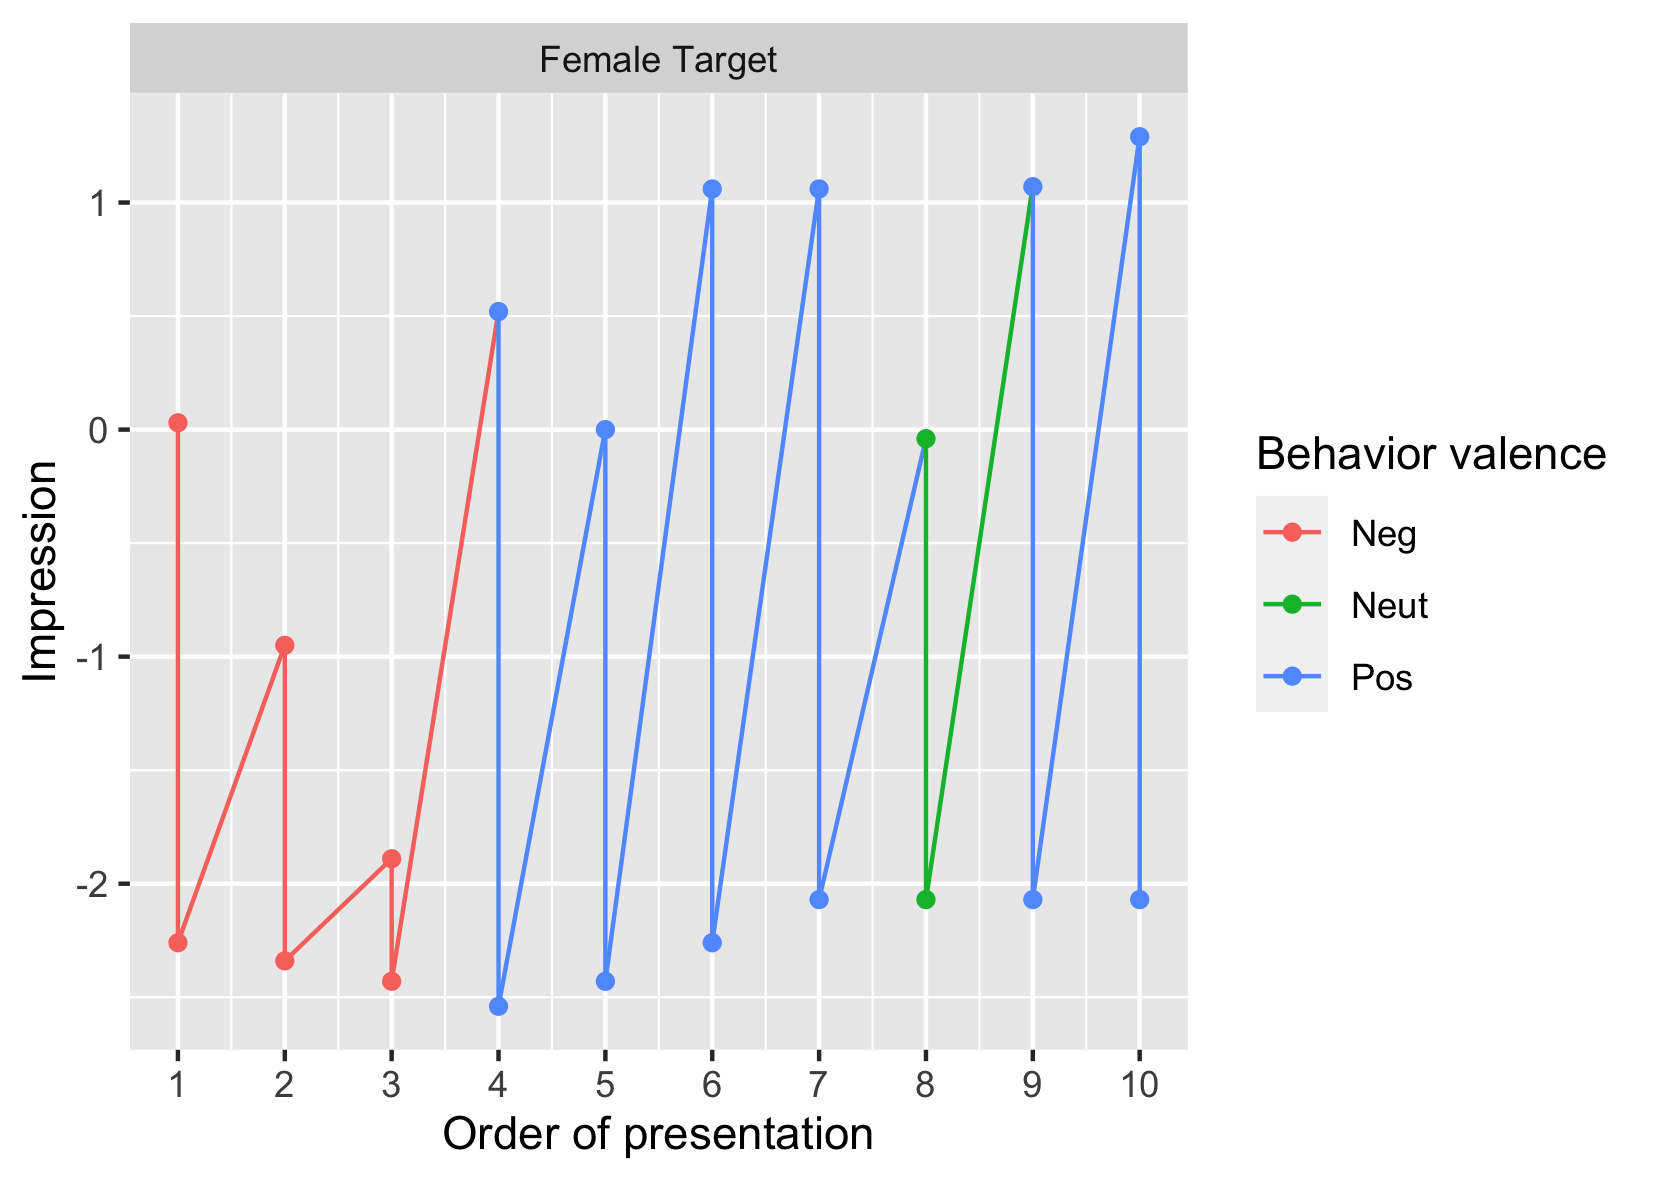 Female Target
1
0
-1
-2
Impression
1 2 3 4 5 6 7 8 9 10
Order of presentation
Behavior valence
Neg
Neut
Pos